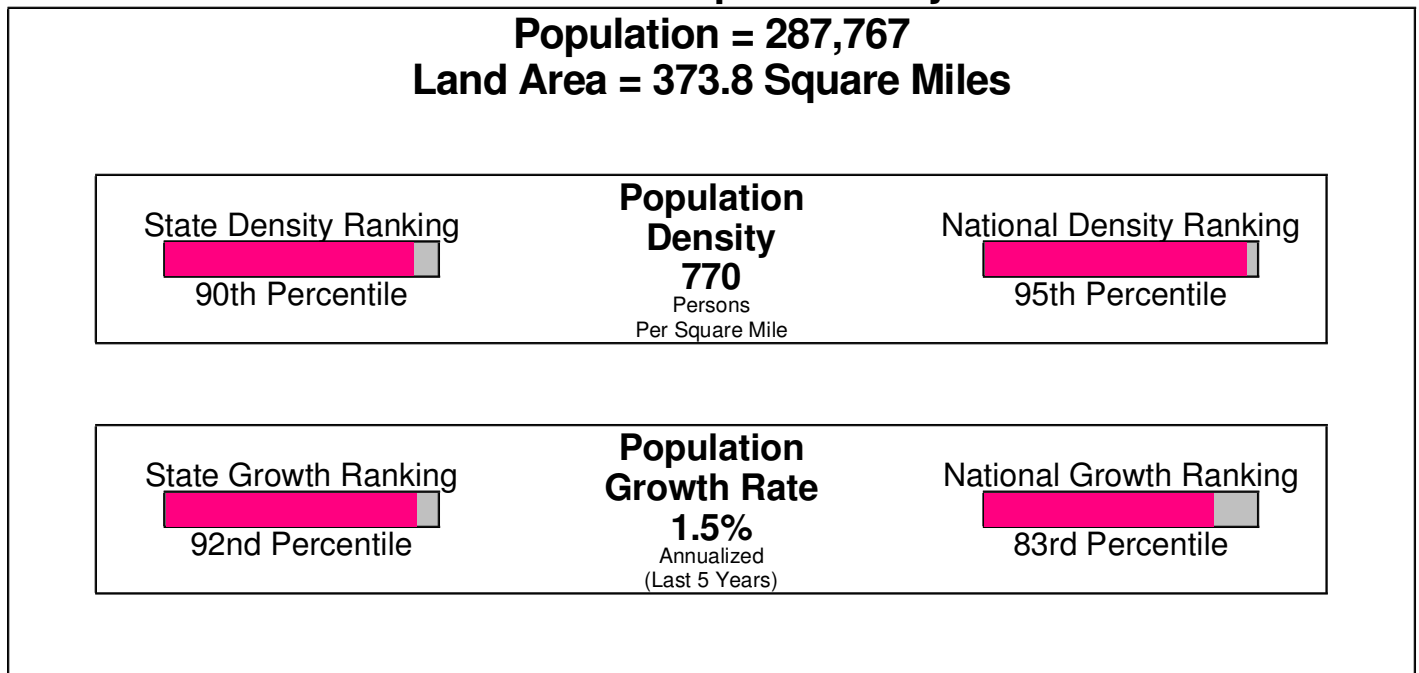 Population = 287,767
Land Area = 373.8 Square Miles
State Density Ranking
90th Percentile
Population
Density
770
Persons
Per Square Mile
National Density Ranking
95th Percentile
State Growth Ranking
92nd Percentile
Population
Growth Rate
1.5%
Annualized
(Last 5 Years)
National Growth Ranking
83rd Percentile